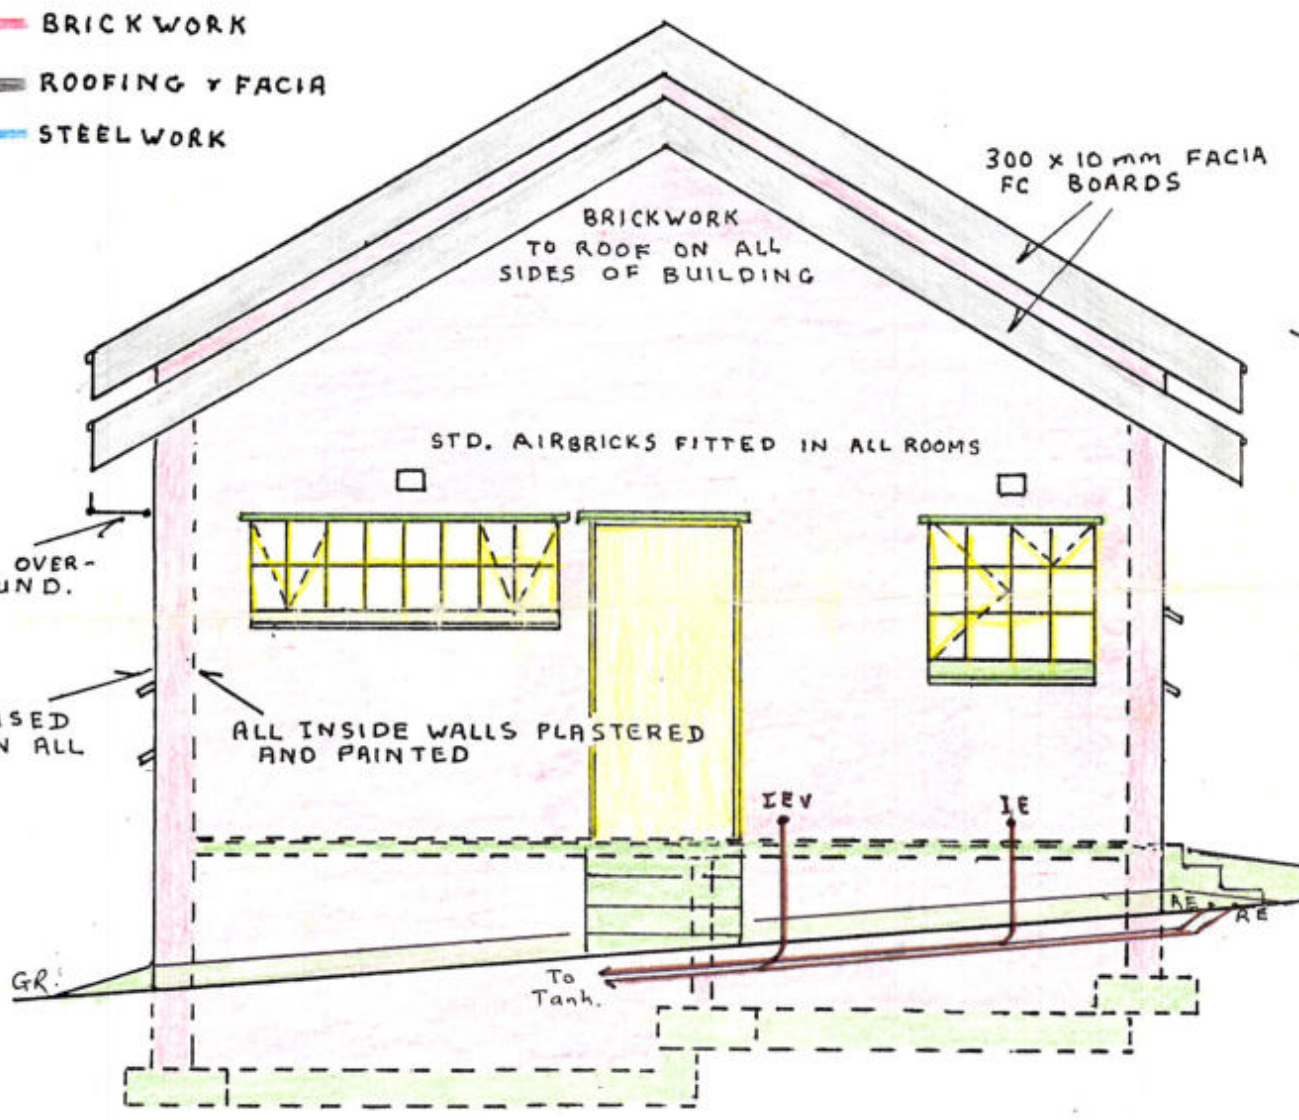 BRICKWORK
ROOFING & FACIA
STEELWORK
300 x 10 mm FACIA
FC BOARDS
BRICKWORK
TO ROOF ON ALL
SIDES OF BUILDING
STD. AIRBRICKS FITTED IN ALL ROOMS
OVER-
UND.
ISED
N ALL
ALL INSIDE WALLS PLASTERED
AND PAINTED
IEV
IE
RE
RE
GR:
To
Tank.